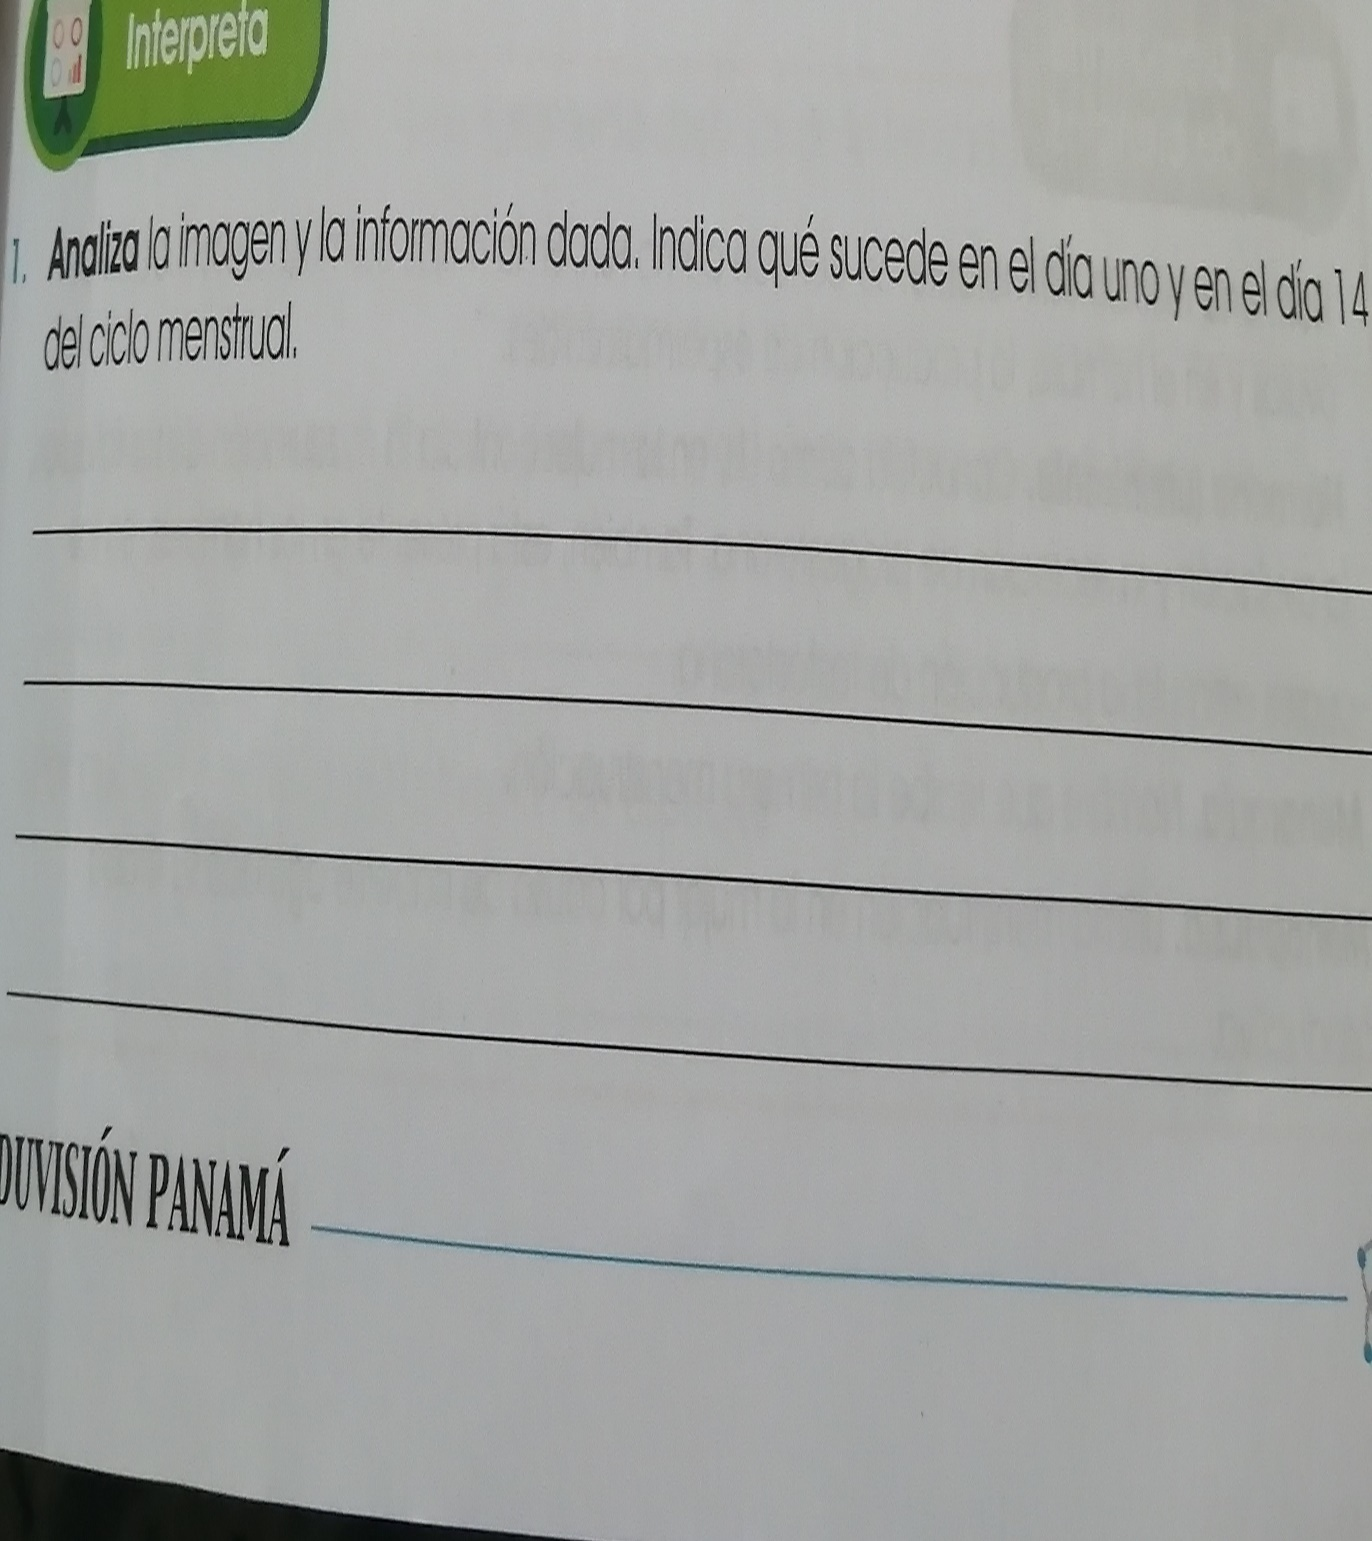 Interpreta
1. Analiza la imagen y la información dada. Indica qué sucede en el día uno y en el día 14
del ciclo menstrual.
DUVISIÓN PANAMÁ